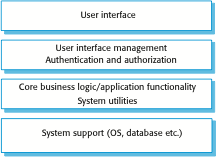 User interface
User interface management
Authentication and authorization
Core business logic/application functionality
System utilities
System support (OS, database etc.)